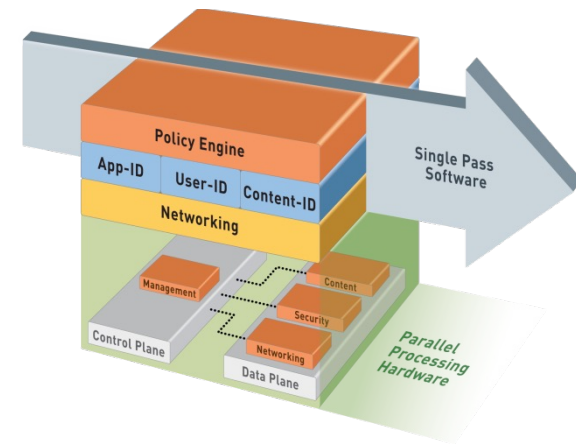 Policy Engine
App-ID
User-ID
Content-ID
Networking
Single Pass
Software
Management
Content
Security
Networking
Control Plane
Data Plane
Parallel
Processing
Hardware